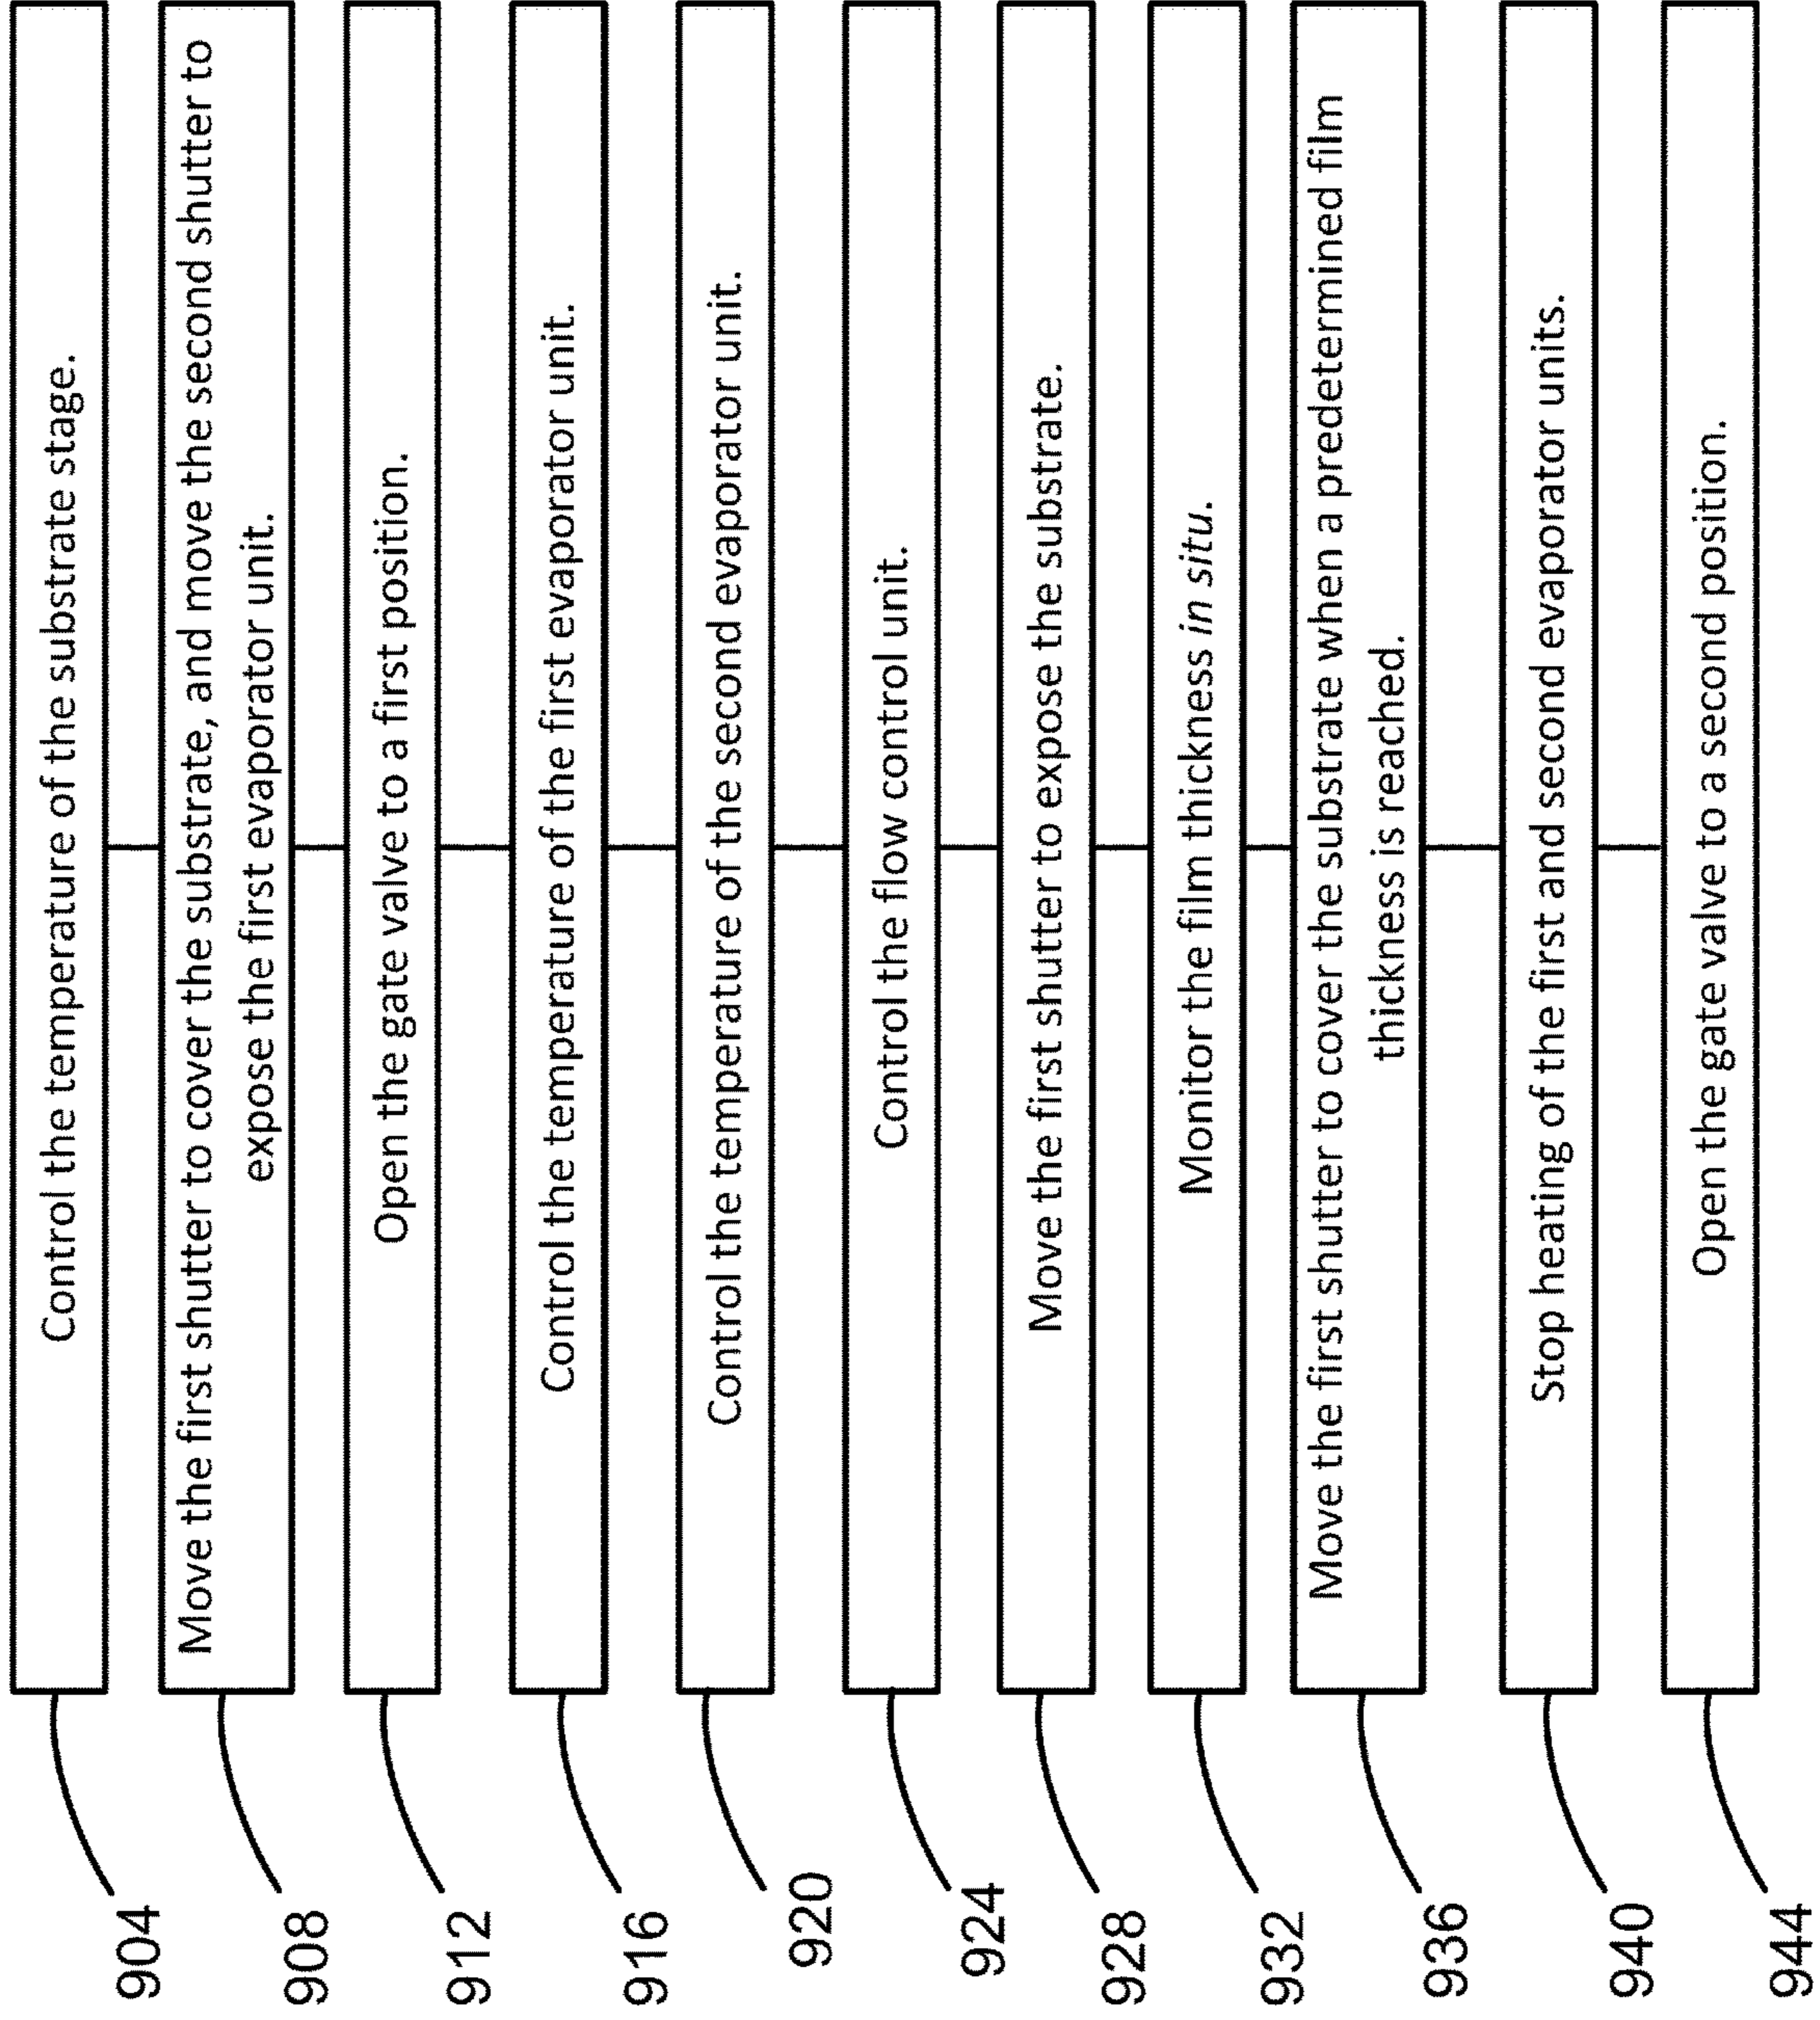 904
Control the temperature of the substrate stage.
908
Move the first shutter to cover the substrate, and move the second shutter to
expose the first evaporator unit.
912
Open the gate valve to a first position.
916
Control the temperature of the first evaporator unit.
920
Control the temperature of the second evaporator unit.
924
Control the flow control unit.
928
Move the first shutter to expose the substrate.
932
Monitor the film thickness in situ.
936
Move the first shutter to cover the substrate when a predetermined film
thickness is reached.
940
Stop heating of the first and second evaporator units.
944
Open the gate valve to a second position.